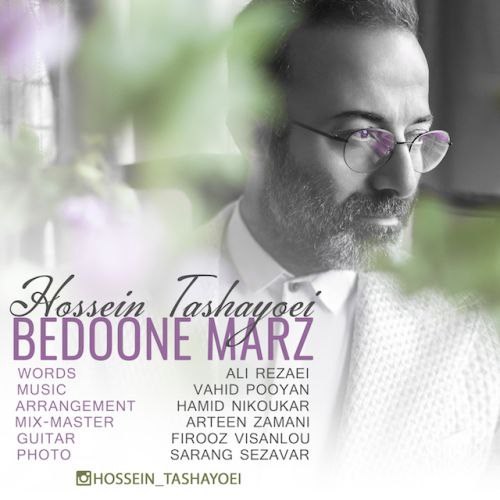 Hossein Tashayoei
BEDOONE MARZ
WORDS ALI REZAEI
MUSIC VAHID POOYAN
ARRANGEMENT HAMID NIKOUKAR
MIX-MASTER ARTEEN ZAMANI
GUITAR FIROOZ VISANLOU
PHOTO SARANG SEZAVAR
HOSSEIN_TASHAYOEI